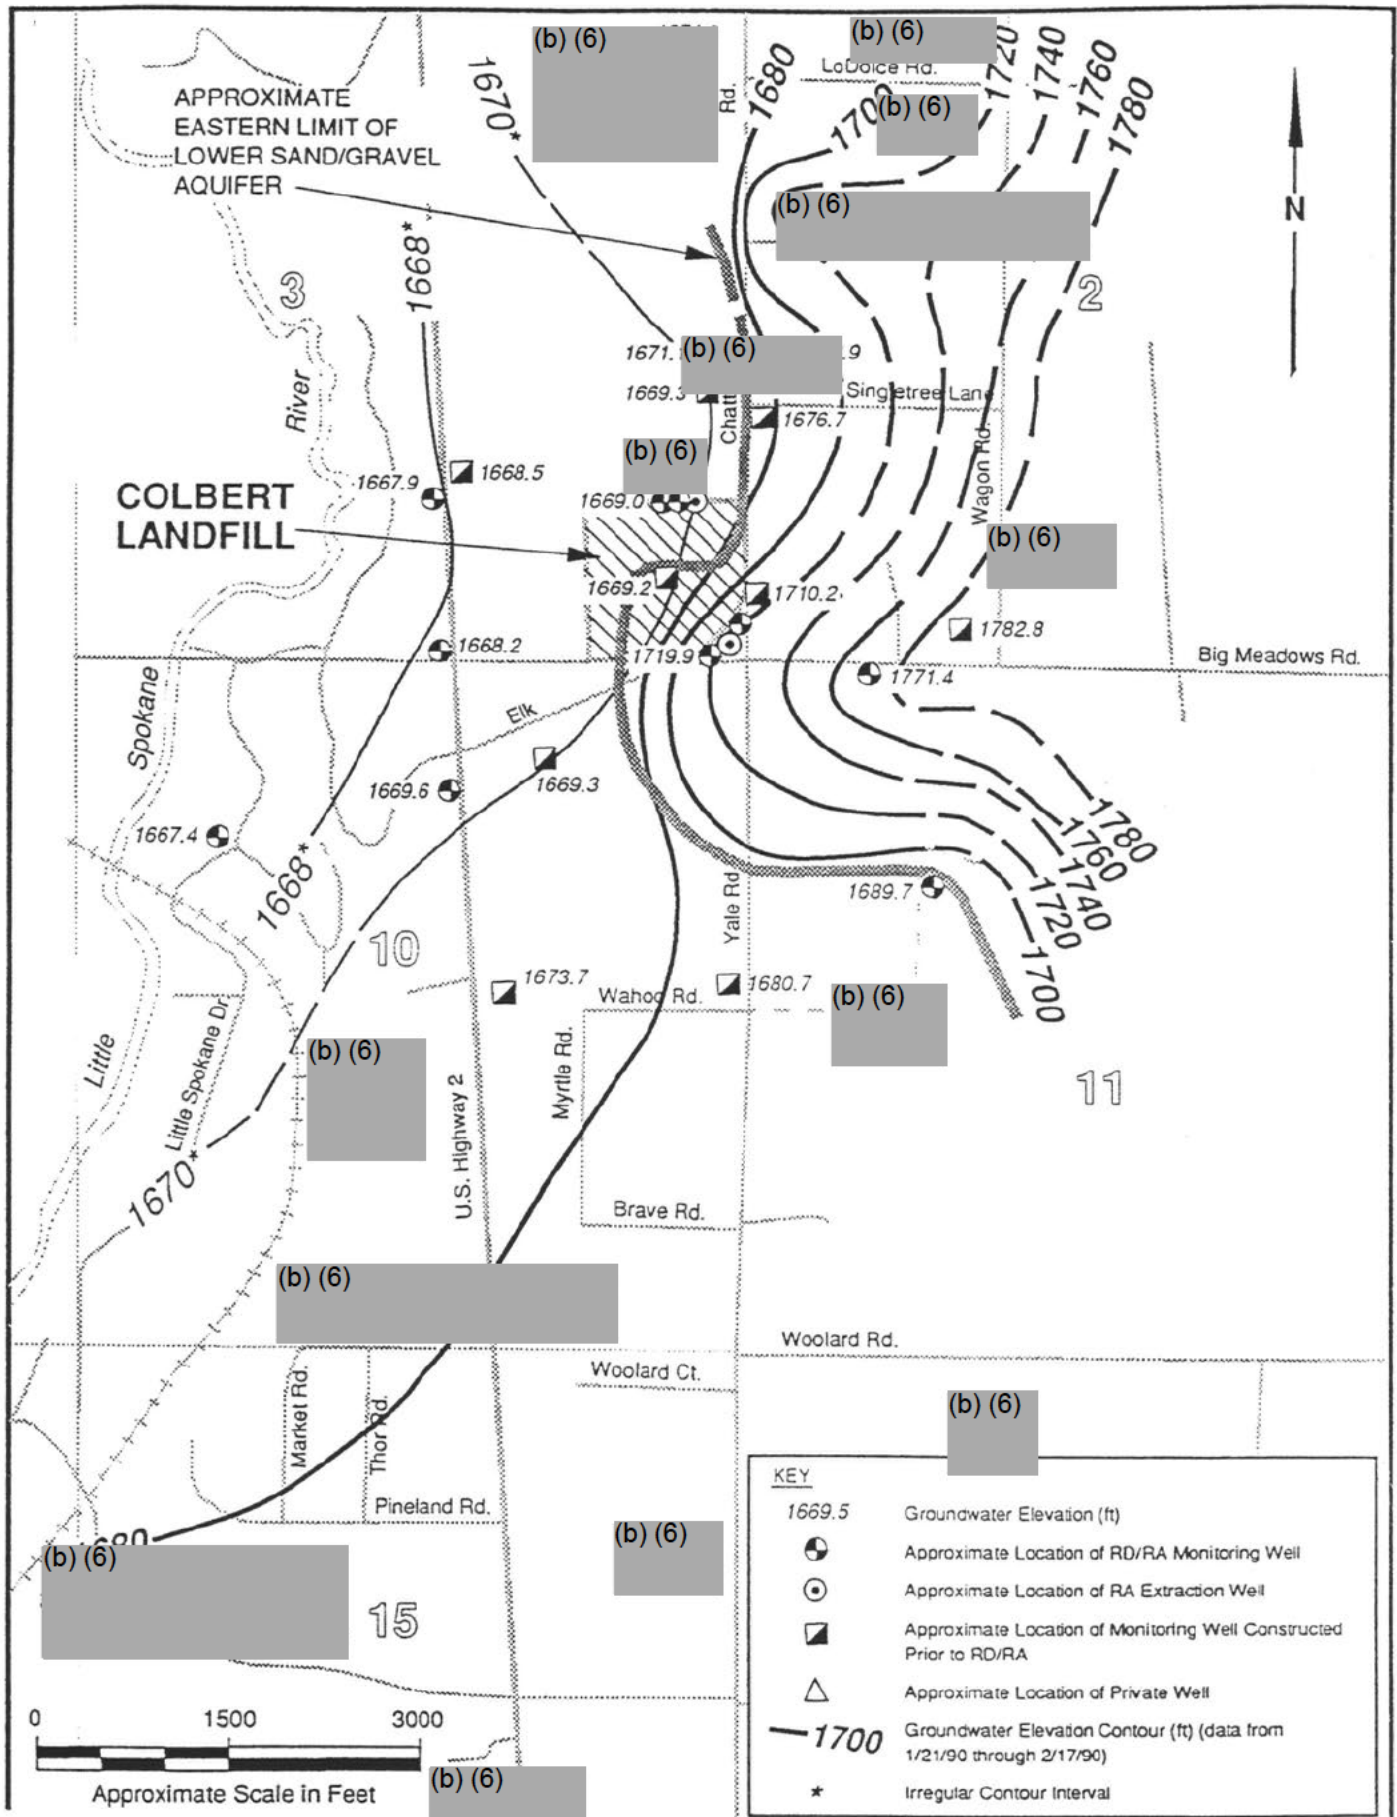 (b) (6)
(b) (6)
LaDolce Rd.
Rd.
1670*
1680
1700
(b) (6)
1720
1740
1760
1780
APPROXIMATE
EASTERN LIMIT OF
LOWER SAND/GRAVEL
AQUIFER
N
(b) (6)
1668*
3
2
River
1671.
(b) (6)
.9
1669.3
Singletree Lane
Chatt
1676.7
(b) (6)
Wagon Rd.
1667.9
1668.5
COLBERT
LANDFILL
1669.0
(b) (6)
1669.2
1710.2
1782.8
1668.2
1719.9
1771.4
Big Meadows Rd.
Spokane
Elk
1669.3
1669.6
1667.4
1668*
1780
1760
1740
1720
1700
1689.7
Yale Rd.
10
1673.7
1680.7
Wahoo Rd.
(b) (6)
Little
Little Spokane Dr.
(b) (6)
U.S. Highway 2
Myrtle Rd.
11
1670*
Brave Rd.
(b) (6)
Woolard Rd.
Woolard Ct.
Market Rd.
Thor Rd.
(b) (6)
Pineland Rd.
(b) (6)
(b) (6)
15
0 1500 3000
Approximate Scale in Feet
(b) (6)
KEY
1669.5 Groundwater Elevation (ft)
Approximate Location of RD/RA Monitoring Well
Approximate Location of RA Extraction Well
Approximate Location of Monitoring Well Constructed
Prior to RD/RA
Approximate Location of Private Well
1700 Groundwater Elevation Contour (ft) (data from
1/21/90 through 2/17/90)
* Irregular Contour Interval